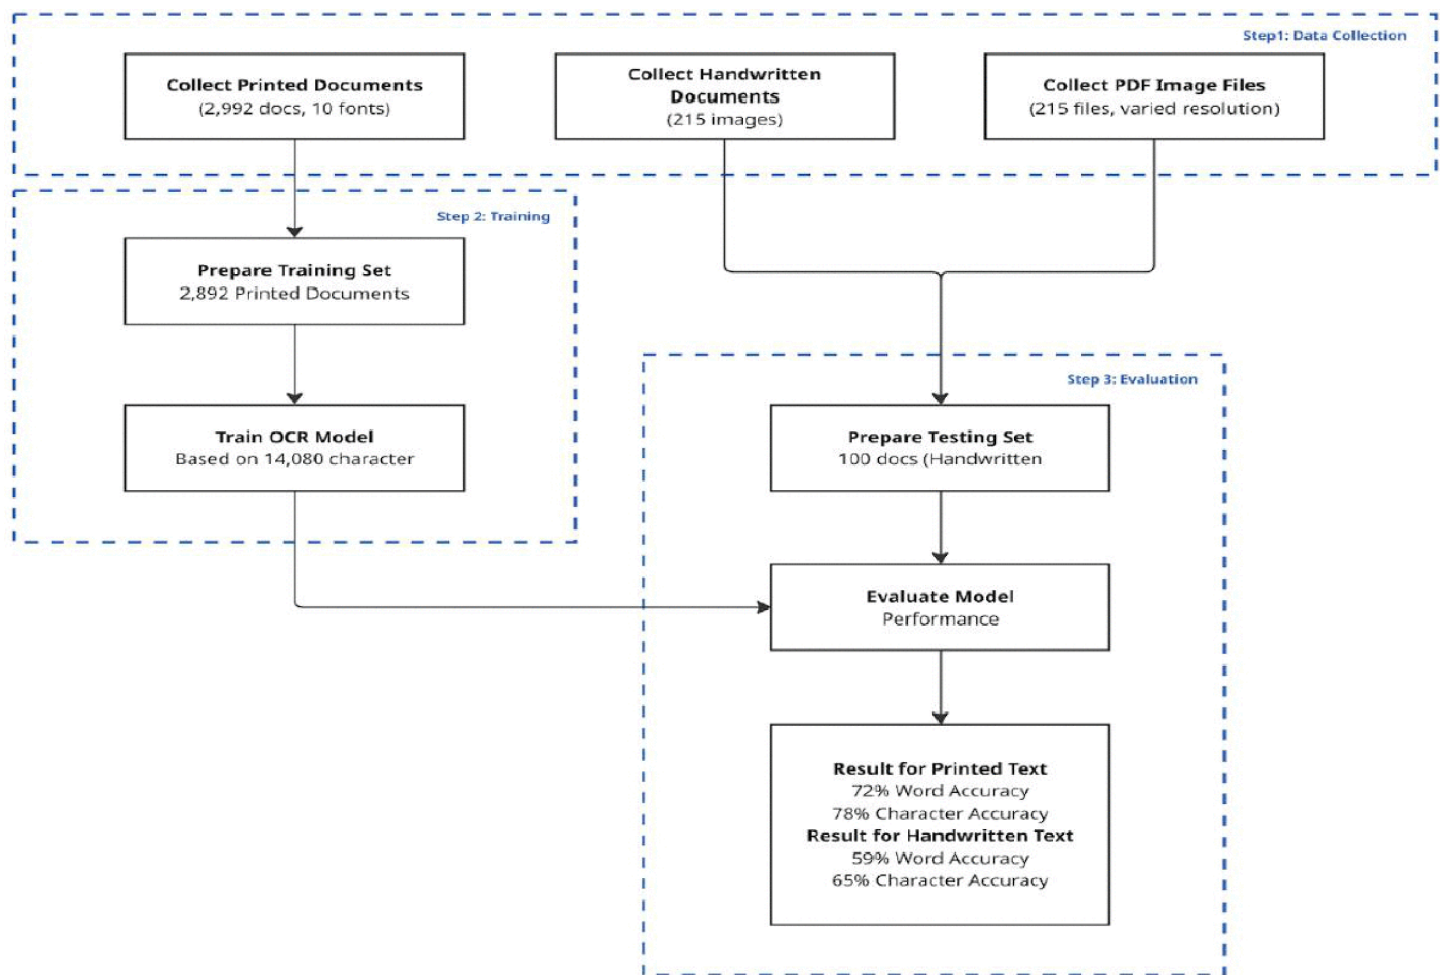 Step1: Data Collection
Collect Printed Documents
(2,992 docs, 10 fonts)
Collect Handwritten
Documents
(215 images)
Collect PDF Image Files
(215 files, varied resolution)
Step 2: Training
Prepare Training Set
2,892 Printed Documents
Train OCR Model
Based on 14,080 character
Step 3: Evaluation
Prepare Testing Set
100 docs (Handwritten
Evaluate Model
Performance
Result for Printed Text
72% Word Accuracy
78% Character Accuracy
Result for Handwritten Text
59% Word Accuracy
65% Character Accuracy